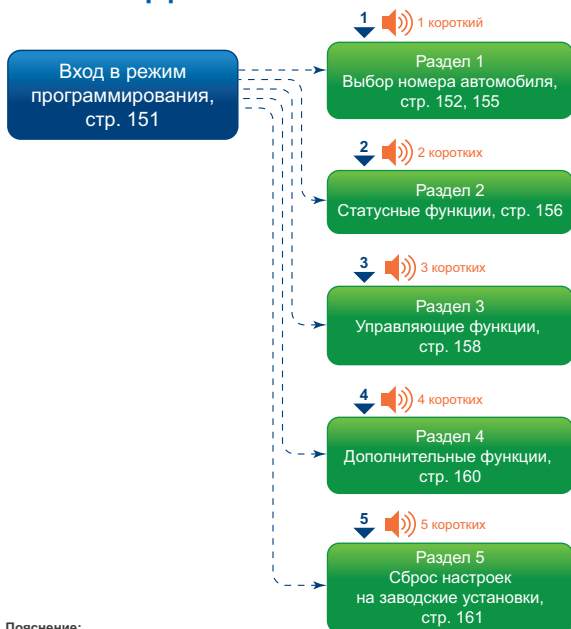 Вход в режим
программирования,
стр. 151
1
1 короткий
Раздел 1
Выбор номера автомобиля,
стр. 152, 155
2
2 коротких
Раздел 2
Статусные функции, стр. 156
3
3 коротких
Раздел 3
Управляющие функции,
стр. 158
4
4 коротких
Раздел 4
Дополнительные функции,
стр. 160
5
5 коротких
Раздел 5
Сброс настроек
на заводские установки,
стр. 161
Пояснение: